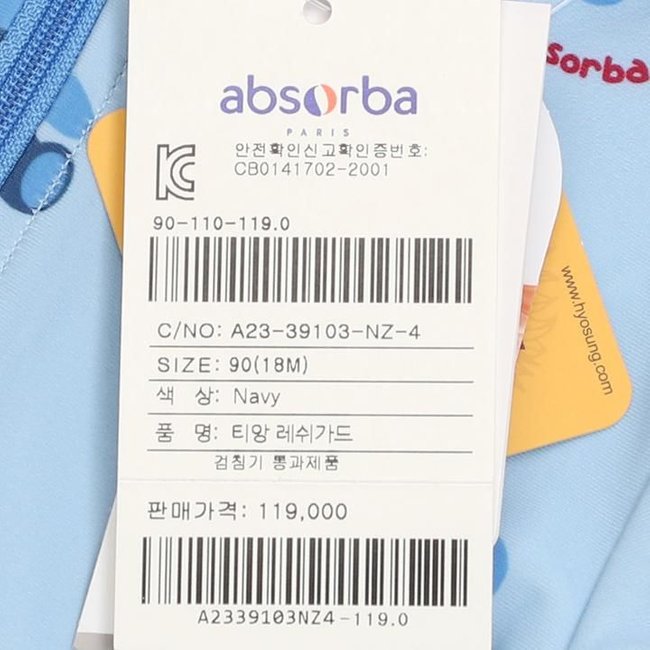 absorba
PARIS
안전확인신고확인증번호:
CB0141702-2001
90-110-119.0
C/NO: A23-39103-NZ-4
SIZE: 90(18M)
색 상: Navy
품 명: 티앙 레쉬가드
검침기 통과제품
판매가격: 119,000
A2339103NZ4-119.0
sorba
www.hyosung.com